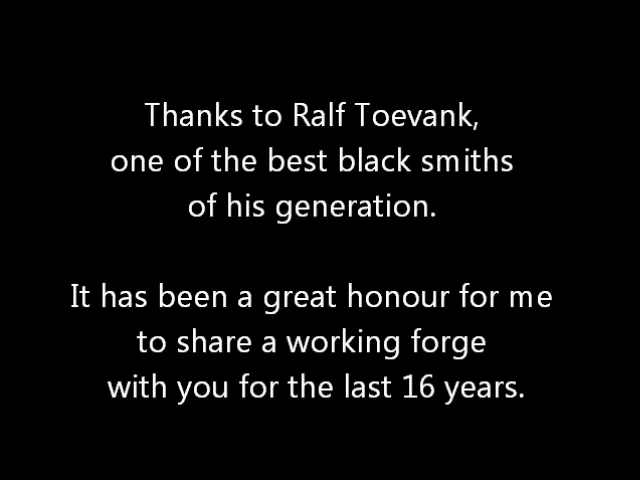 Thanks to Ralf Toevank,
one of the best black smiths
of his generation.
It has been a great honour for me
to share a working forge
with you for the last 16 years.